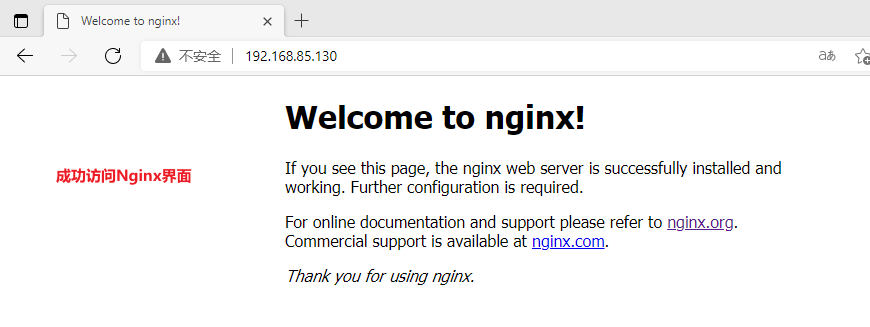 Welcome to nginx!
不安全
192.168.85.130
aあ
Welcome to nginx!
成功访问Nginx界面
If you see this page, the nginx web server is successfully installed and
working. Further configuration is required.
For online documentation and support please refer to nginx.org.
Commercial support is available at nginx.com.
Thank you for using nginx.